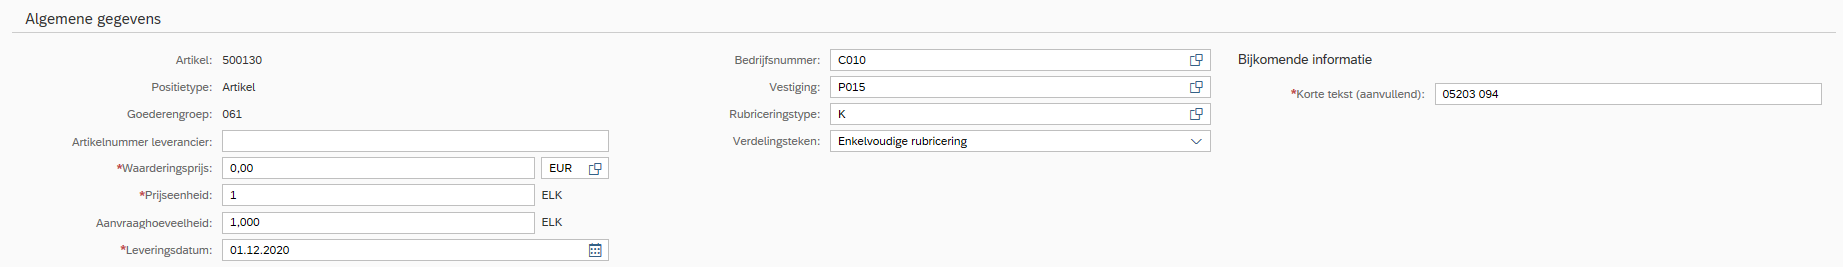 Algemene gegevens
Artikel: 500130
Positietype: Artikel
Goederengroep: 061
Artikelnummer leverancier:
*Waarderingsprijs: 0,00 EUR
*Prijseenheid: 1 ELK
Aanvraaghoeveelheid: 1,000 ELK
*Leveringsdatum: 01.12.2020
Bedrijfsnummer: C010
Vestiging: P015
Rubriceringstype: K
Verdelingsteken: Enkelvoudige rubricering
Bijkomende informatie
*Korte tekst (aanvullend): 05203 094